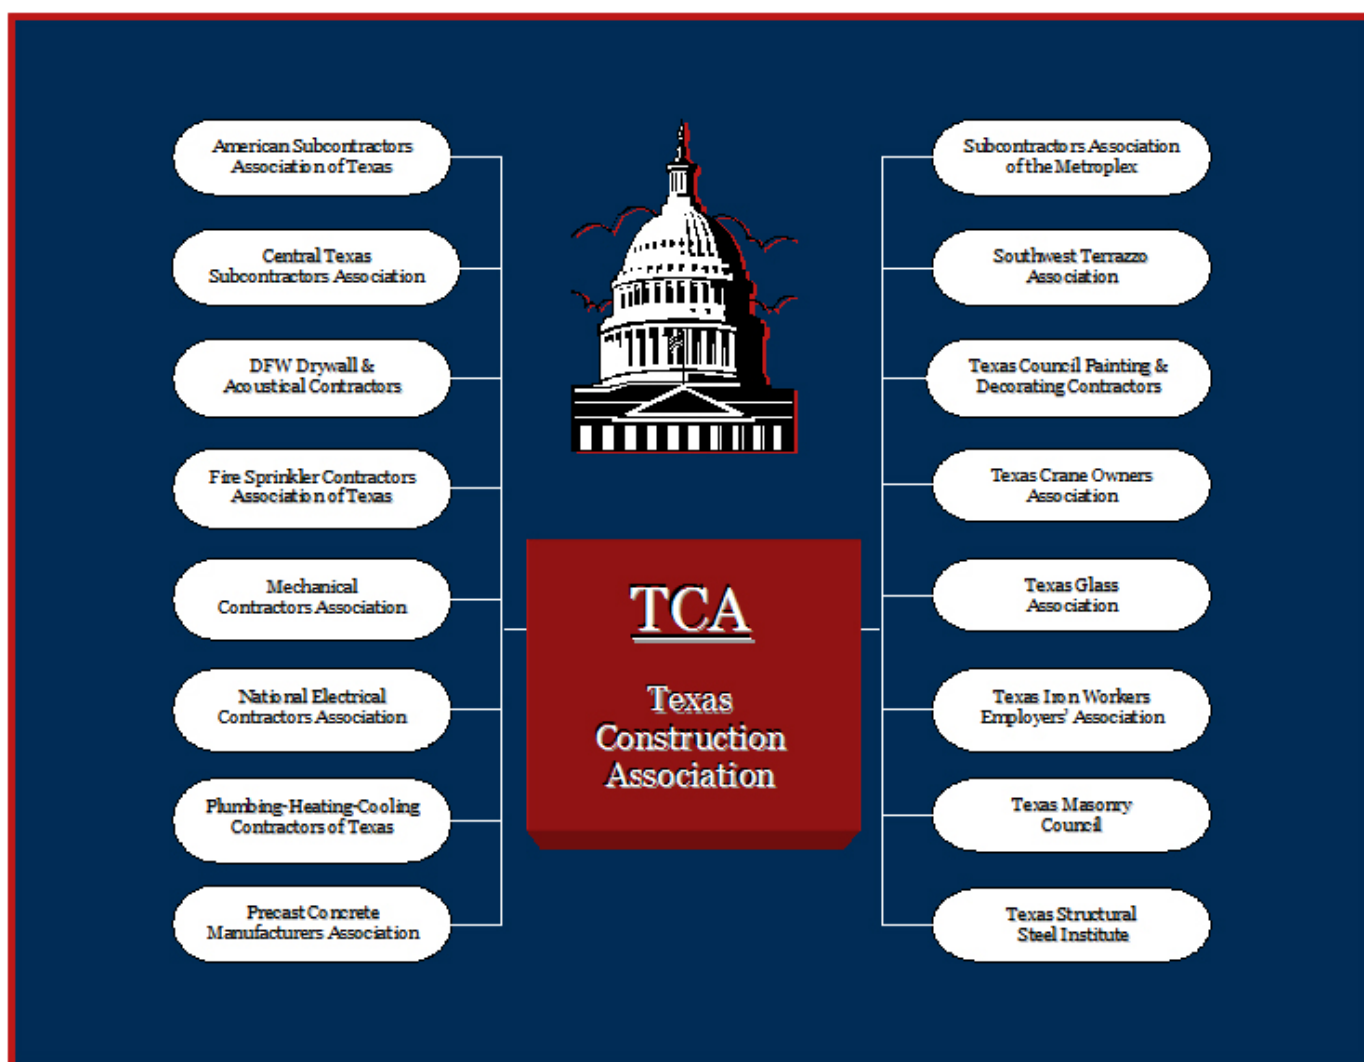 American Subcontractors
Association of Texas
Central Texas
Subcontractors Association
DFW Drywall &
Acoustical Contractors
Fire Sprinkler Contractors
Association of Texas
Mechanical
Contractors Association
National Electrical
Contractors Association
Plumbing-Heating-Cooling
Contractors of Texas
Precast Concrete
Manufacturers Association
TCA
Texas
Construction
Association
Subcontractors Association
of the Metroplex
Southwest Terrazzo
Association
Texas Council Painting &
Decorating Contractors
Texas Crane Owners
Association
Texas Glass
Association
Texas Iron Workers
Employers' Association
Texas Masonry
Council
Texas Structural
Steel Institute